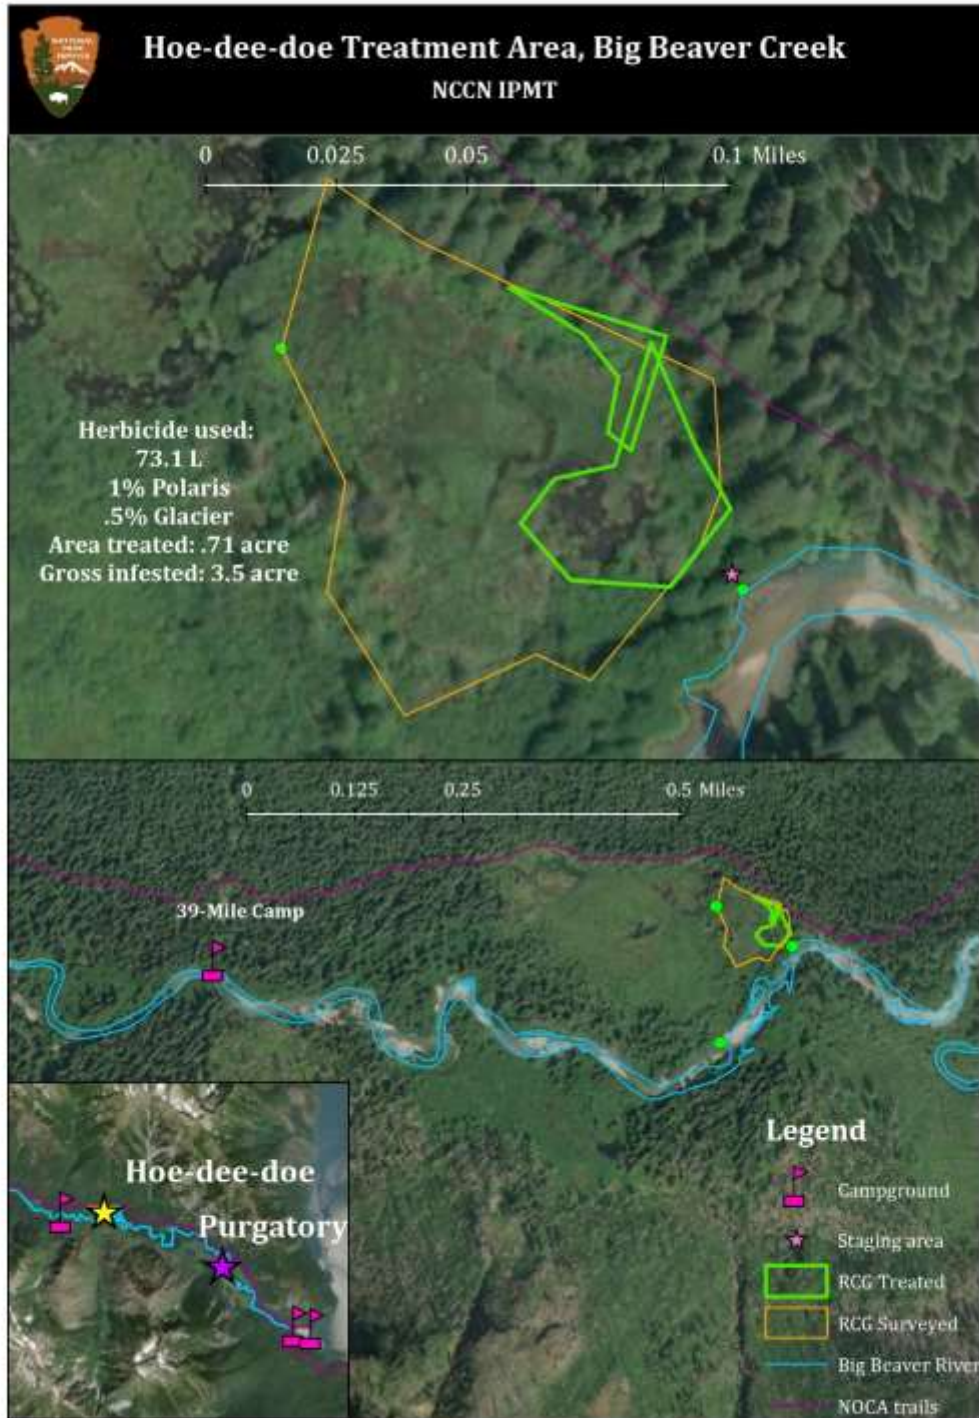 Hoe-dee-doe Treatment Area, Big Beaver Creek
NCCN IPMT
0 0.025 0.05 0.1 Miles
Herbicide used:
73.1 L
1% Polaris
.5% Glacier
Area treated: .71 acre
Gross infested: 3.5 acre
0 0.125 0.25 0.5 Miles
39-Mile Camp
Hoe-dee-doe
Purgatory
Legend
Campground
Staging area
RCG Treated
RCG Surveyed
Big Beaver River
NOCA trails